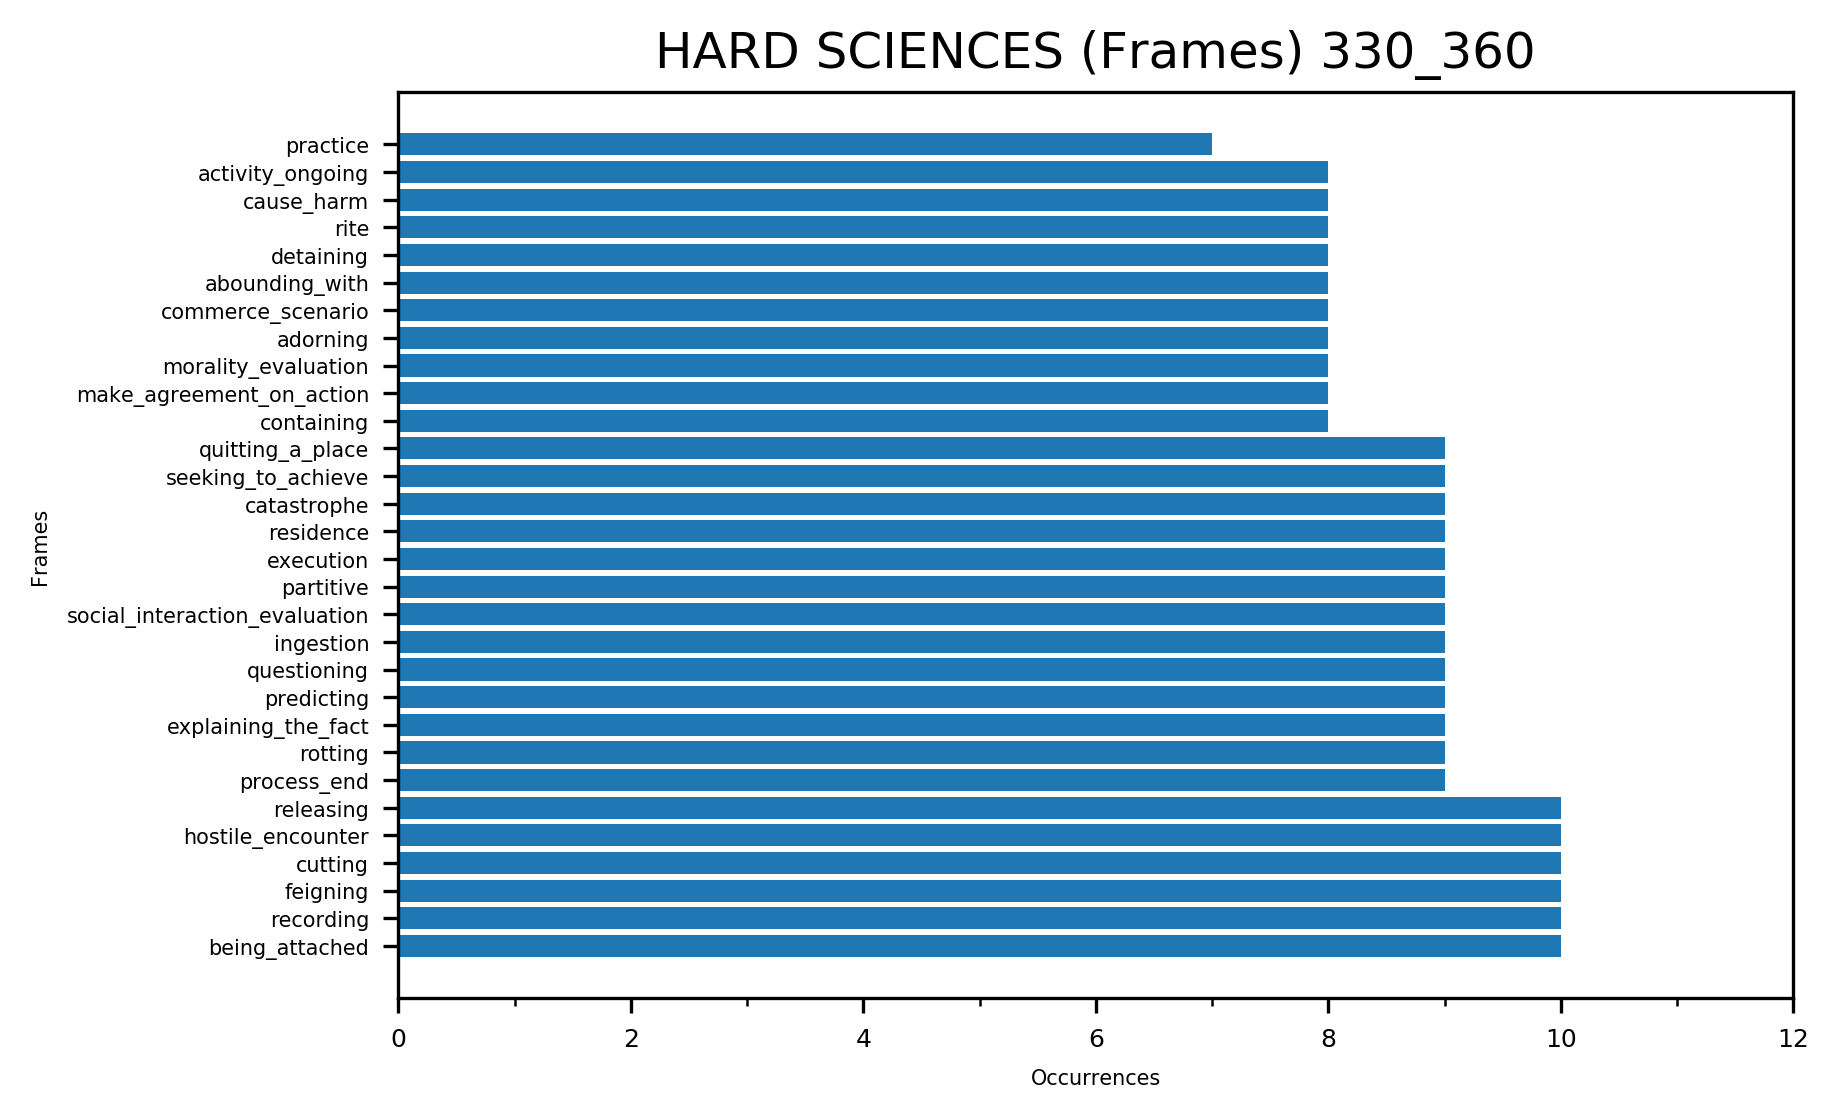 HARD SCIENCES (Frames) 330_360
practice
activity_ongoing
cause_harm
rite
detaining
abounding_with
commerce_scenario
adorning
morality_evaluation
make_agreement_on_action
containing
quitting_a_place
seeking_to_achieve
catastrophe
residence
execution
partitive
social_interaction_evaluation
ingestion
questioning
predicting
explaining_the_fact
rotting
process_end
releasing
hostile_encounter
cutting
feigning
recording
being_attached
Frames
0 2 4 6 8 10 12
Occurrences